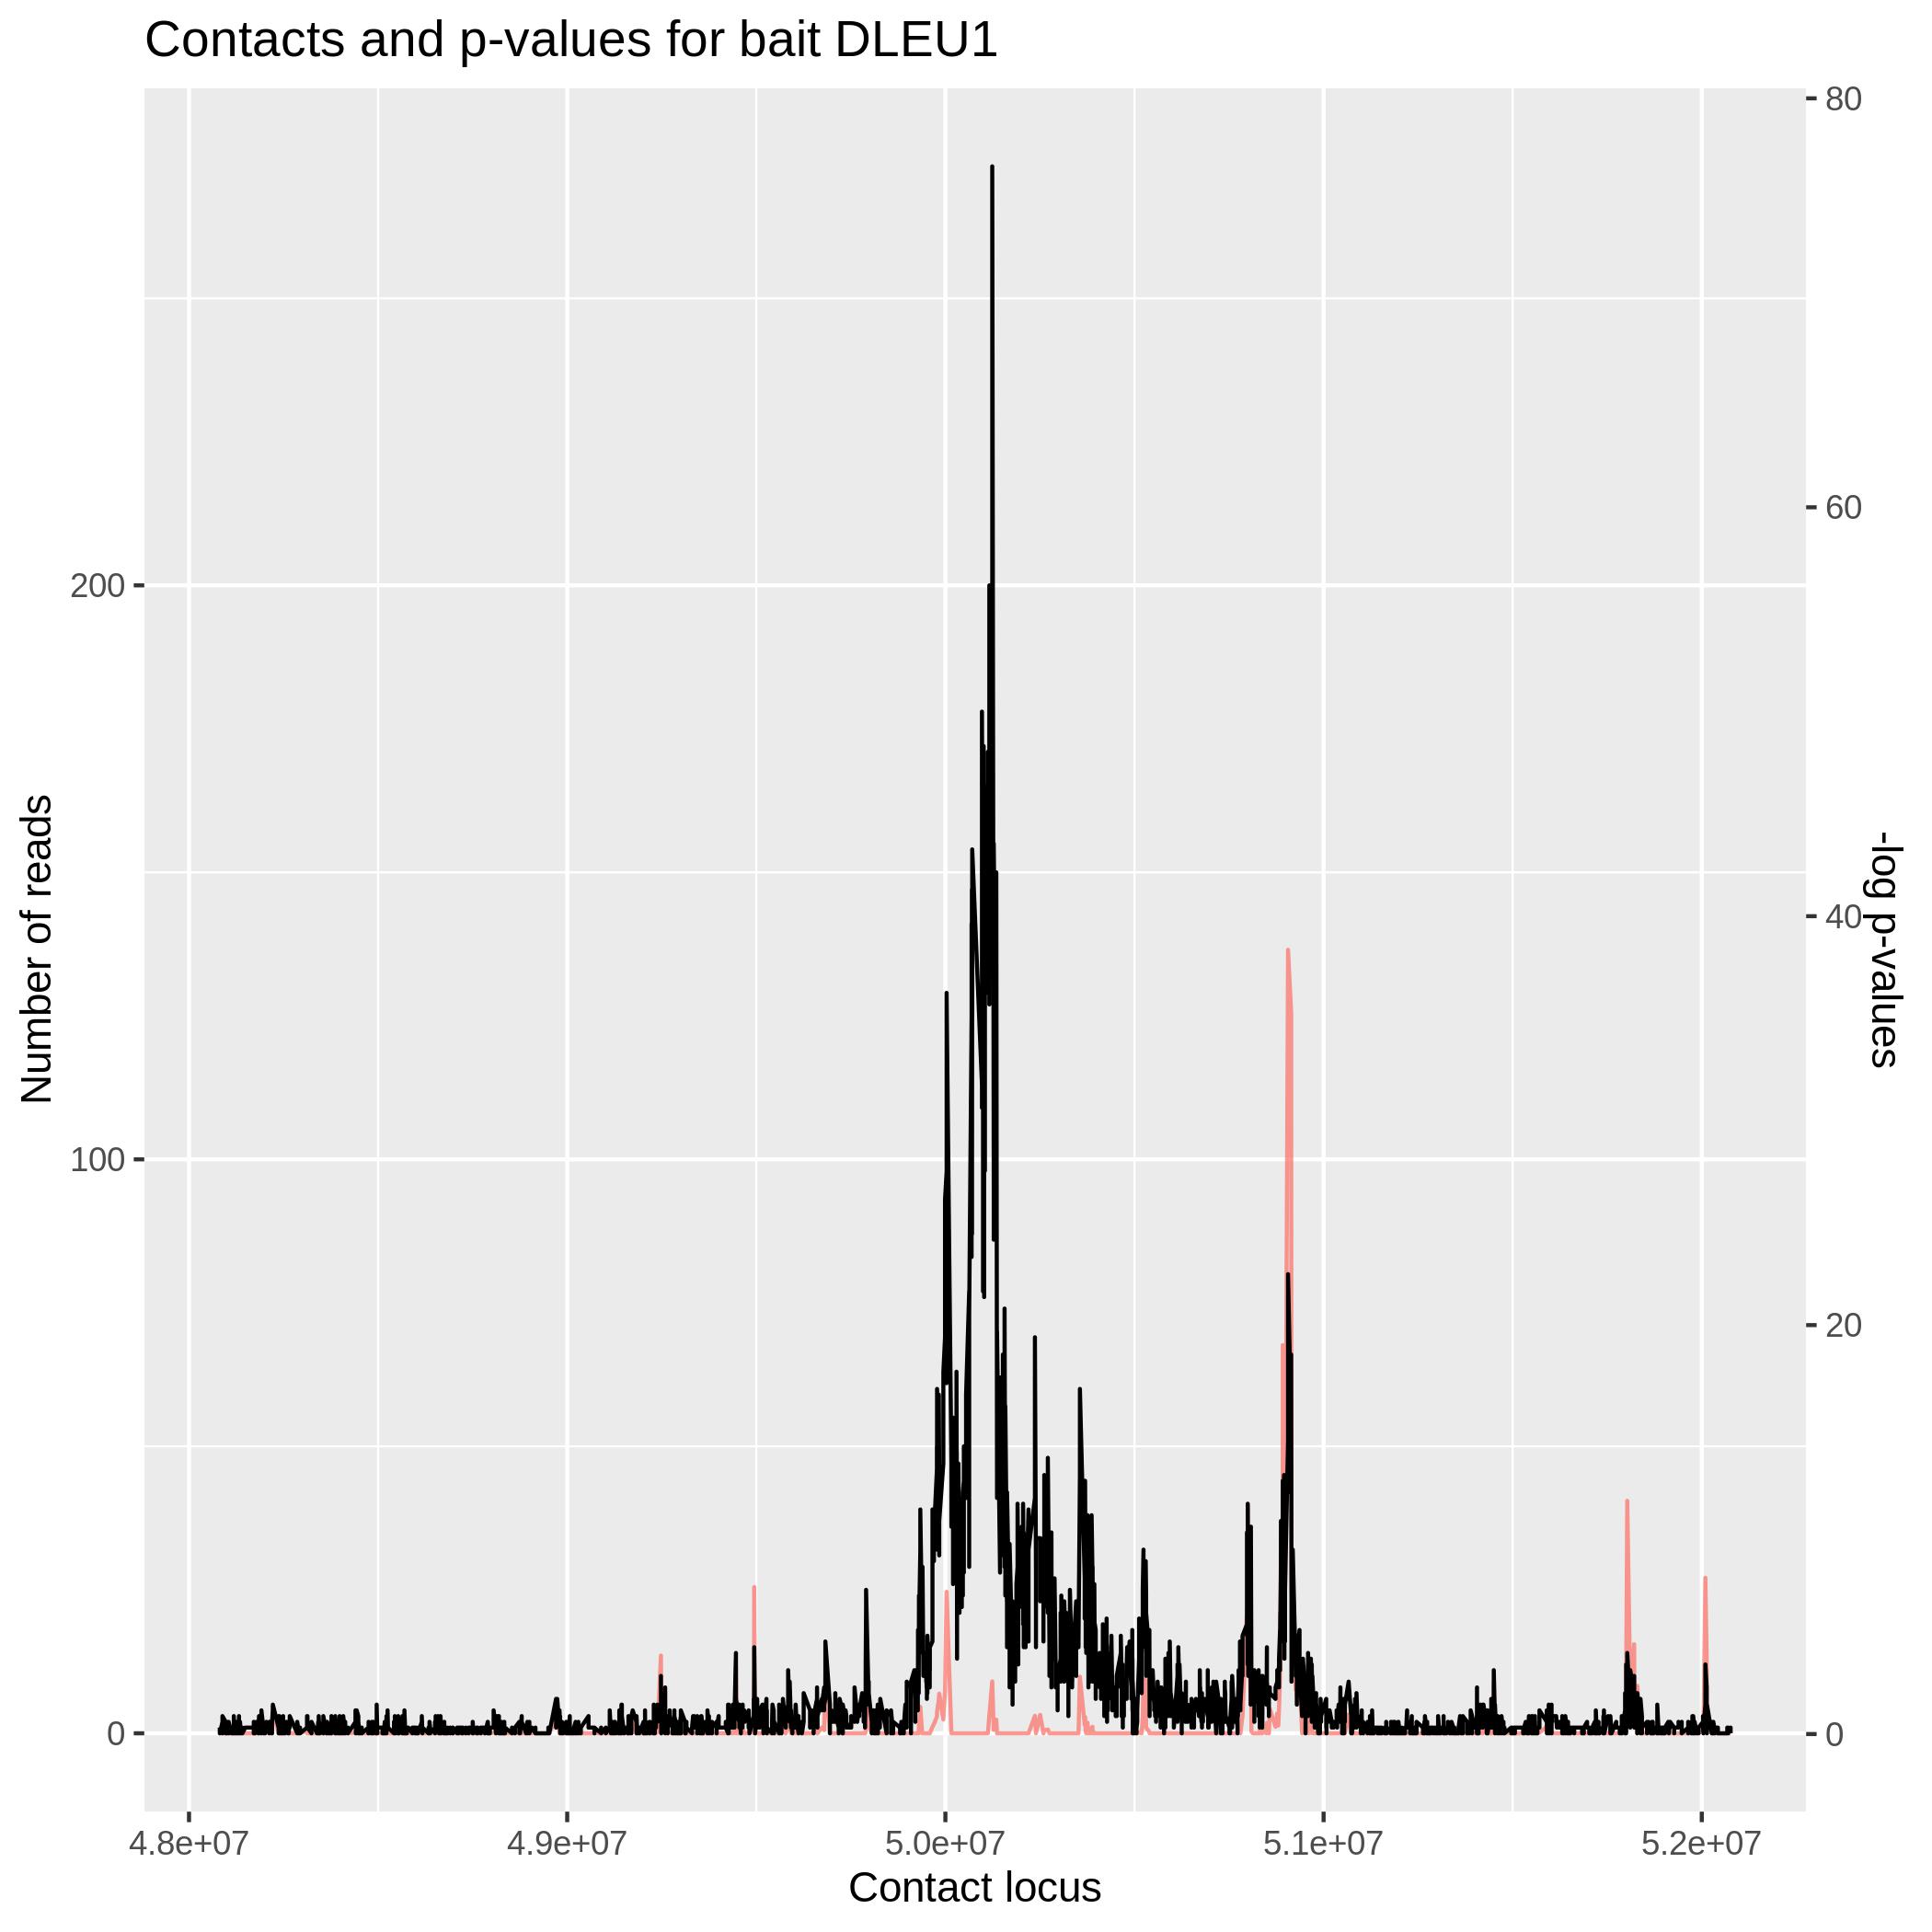 Contacts and p-values for bait DLEU1
80
60
200
Number of reads
-log p-values
40
100
20
0
0
4.8e+07 4.9e+07 5.0e+07 5.1e+07 5.2e+07
Contact locus